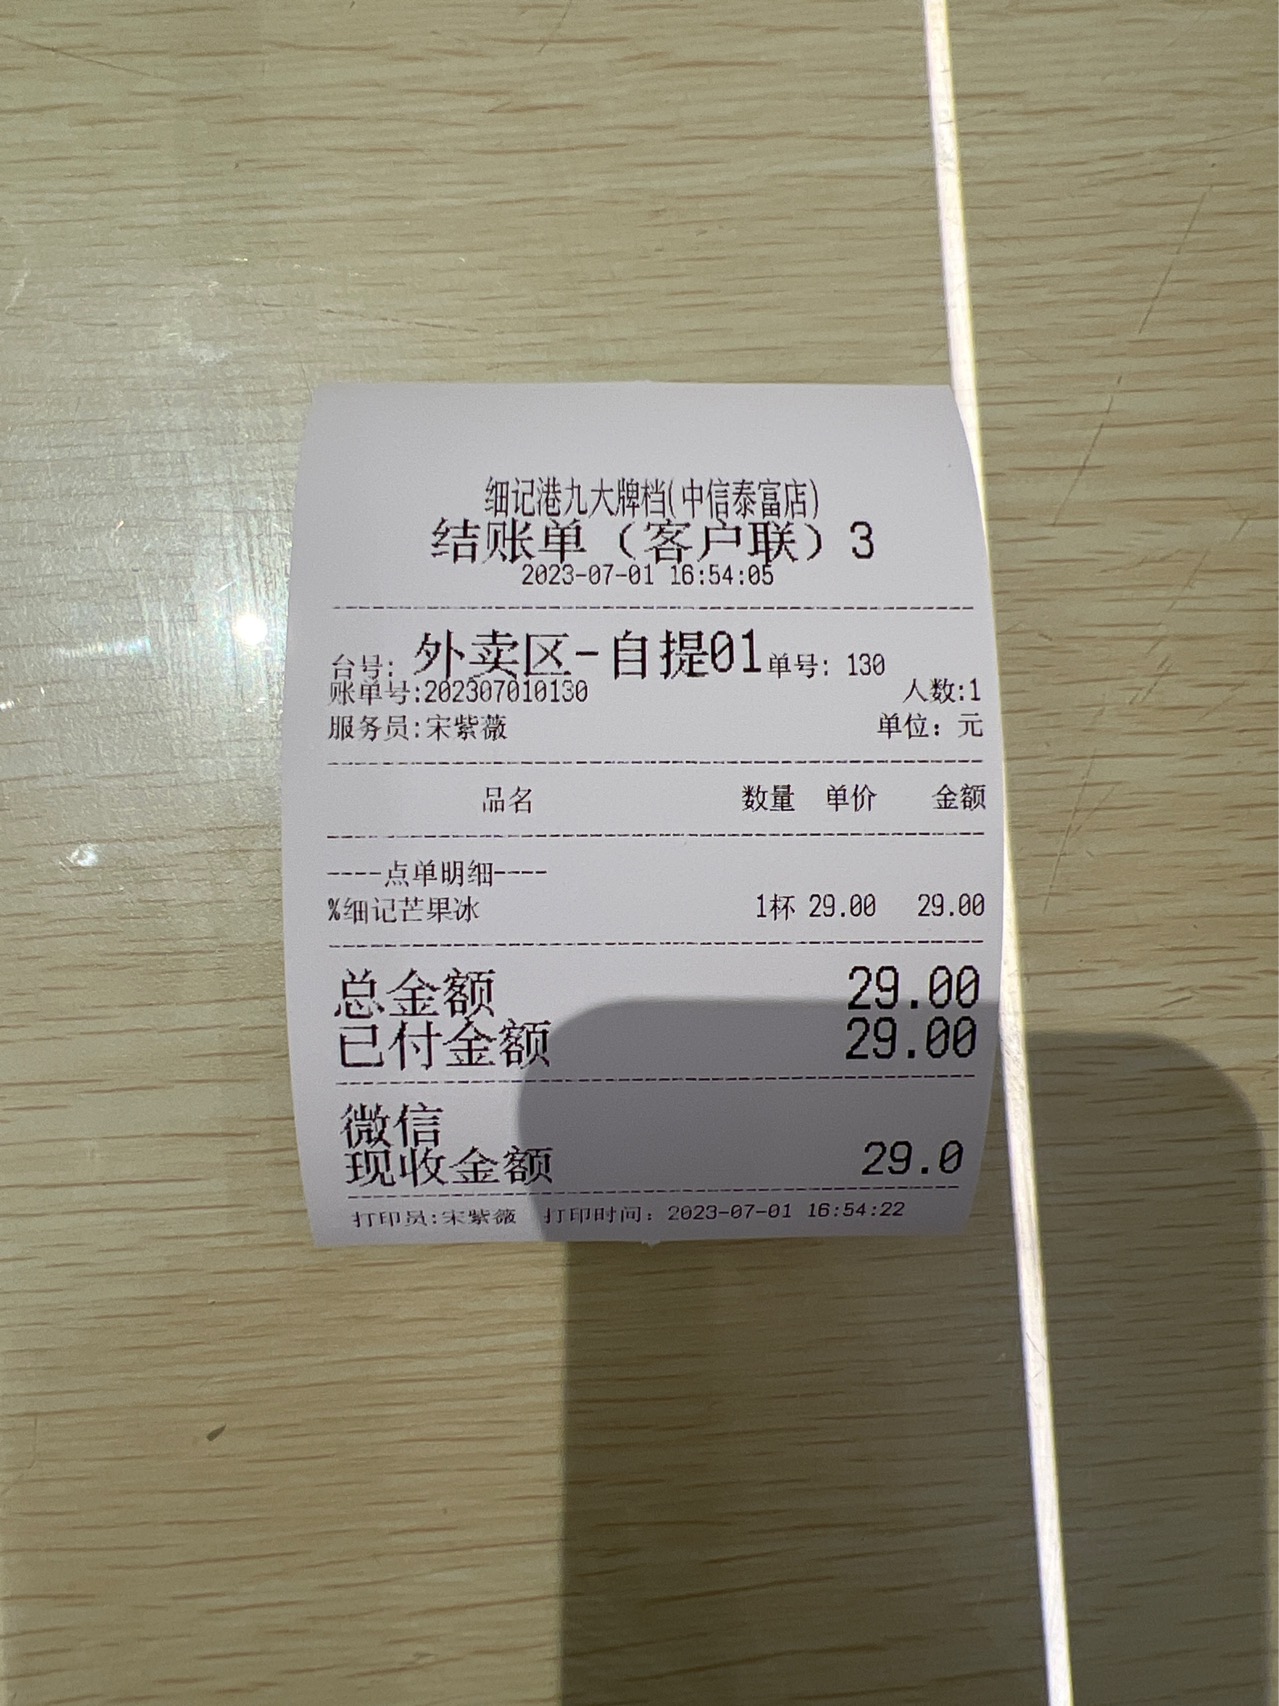 细记港九大牌档(中信泰富店)
结账单（客户联）3
2023-07-01 16:54:05
台号: 外卖区-自提01 单号: 130
账单号:202307010130 人数:1
服务员:宋紫薇 单位: 元
品名 数量 单价 金额
----点单明细----
%细记芒果冰 1杯 29.00 29.00
总金额 29.00
已付金额 29.00
微信
现收金额 29.0
打印员:宋紫薇 打印时间: 2023-07-01 16:54:22